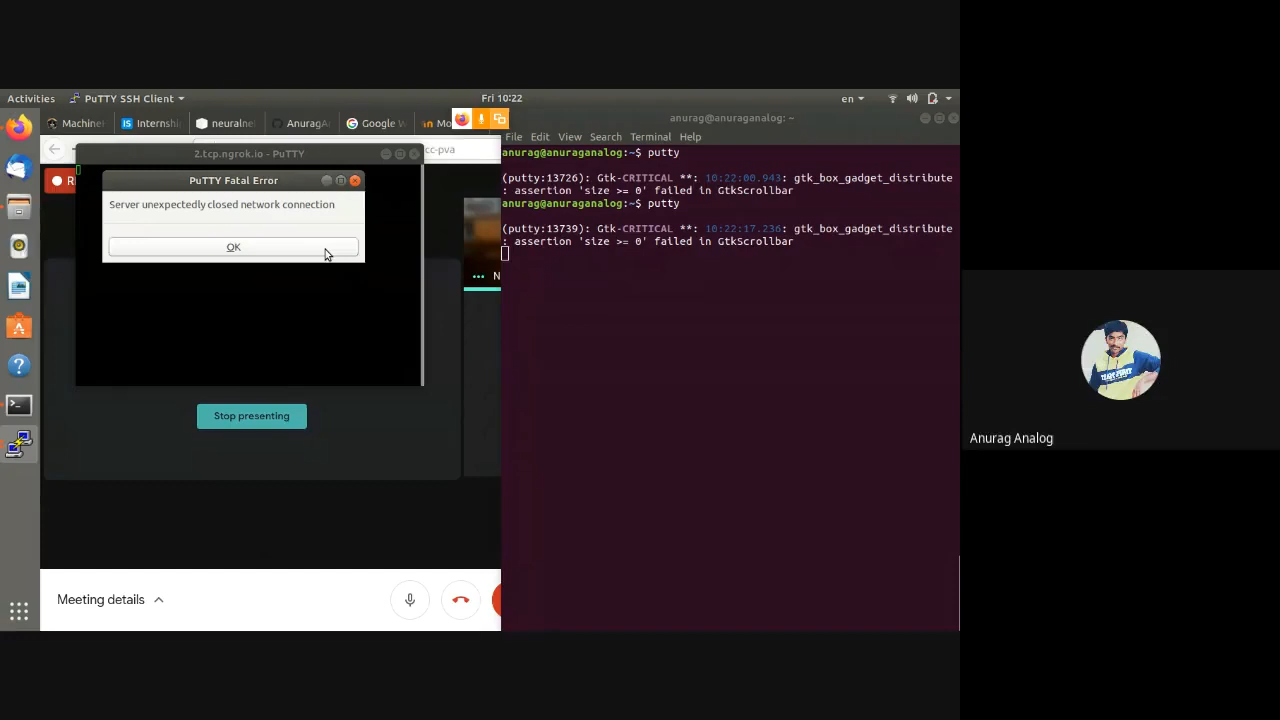 Activities
PuTTY SSH Client
Fri 10:22
en
Machine
Internship
neuralne
AnuragA
Google W
Mo
cc-pva
2.tcp.ngrok.io - PuTTY
R
PuTTY Fatal Error
Server unexpectedly closed network connection
OK
N
Stop presenting
Meeting details
anurag@anuraganalog: ~
File Edit View Search Terminal Help
anurag@anuraganalog:~$ putty
(putty:13726): Gtk-CRITICAL **: 10:22:00.943: gtk_box_gadget_distribute
: assertion 'size >= 0' failed in GtkScrollbar
anurag@anuraganalog:~$ putty
(putty:13739): Gtk-CRITICAL **: 10:22:17.236: gtk_box_gadget_distribute
: assertion 'size >= 0' failed in GtkScrollbar
Anurag Analog